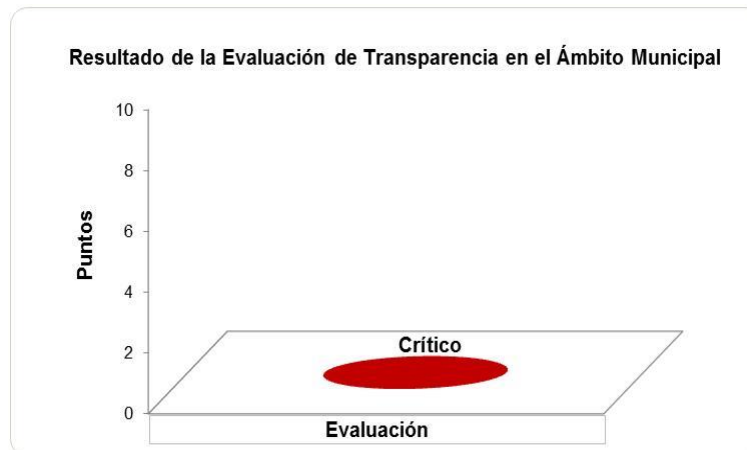 Resultado de la Evaluación de Transparencia en el Ámbito Municipal
10
8
6
4
2
0
Puntos
Crítico
Evaluación